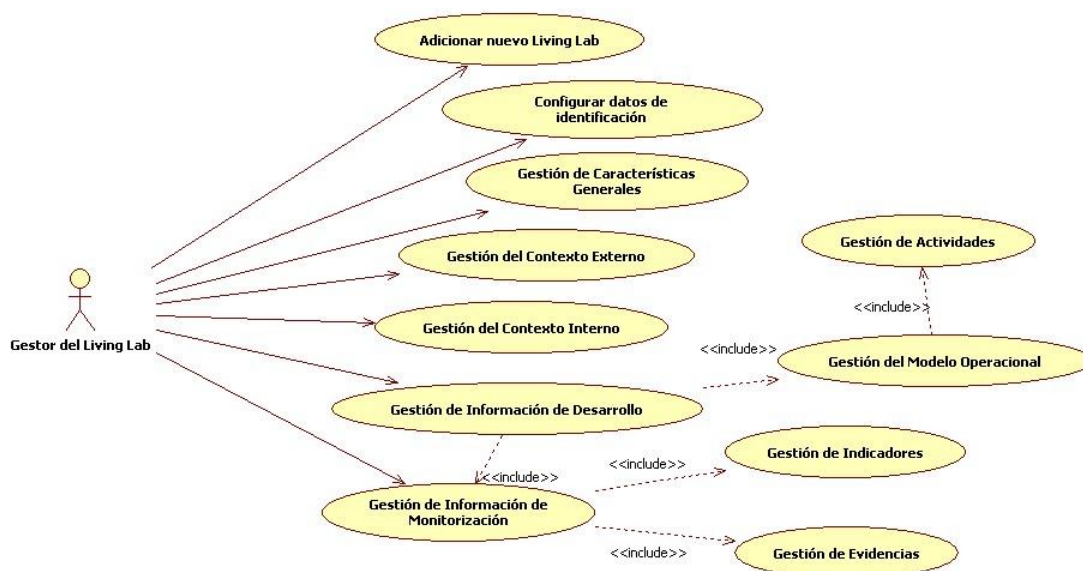 Adicionar nuevo Living Lab
Configurar datos de
identificación
Gestión de Características
Generales
Gestión del Contexto Externo
Gestión de Actividades
<<include>>
Gestor del Living Lab
Gestión del Contexto Interno
<<include>>
Gestión del Modelo Operacional
Gestión de Información de Desarrollo
Gestión de Indicadores
<<include>>
<<include>>
Gestión de Información de
Monitorización
<<include>>
Gestión de Evidencias